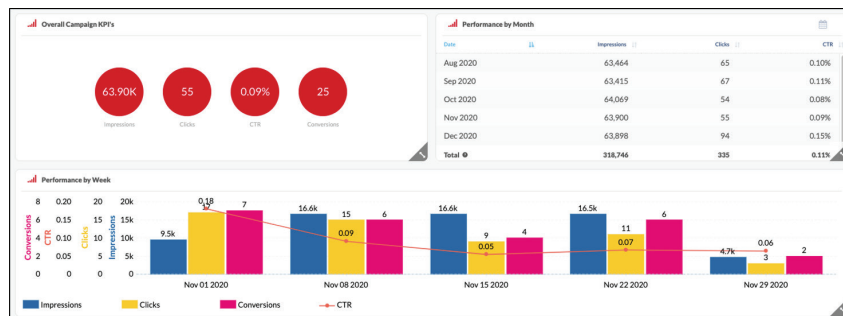 Overall Campaign KPI's
63.90K 55 0.09% 25
Impressions Clicks CTR Conversions
Performance by Month
Date Impressions Clicks CTR
Aug 2020 63,464 65 0.10%
Sep 2020 63,415 67 0.11%
Oct 2020 64,069 54 0.08%
Nov 2020 63,900 55 0.09%
Dec 2020 63,898 94 0.15%
Total 318,746 335 0.11%
Performance by Week
Conversions
8
6
4
2
0
CTR
0.20
0.15
0.10
0.05
0
Clicks
20
15
10
5
0
Impressions
20k
15k
10k
5k
0
9.5k 17 0.18 7
16.6k 15 0.09 6
16.6k 9 0.05 4
16.5k 11 0.07 6
4.7k 3 0.06 2
Nov 01 2020 Nov 08 2020 Nov 15 2020 Nov 22 2020 Nov 29 2020
Impressions Clicks Conversions CTR